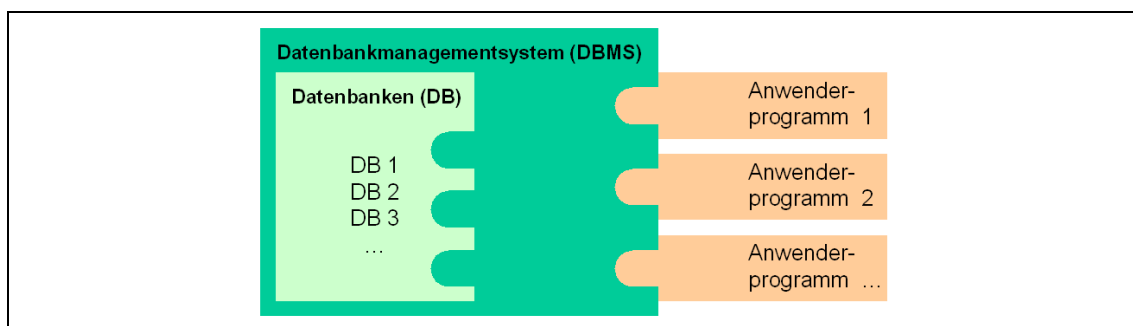 Datenbankmanagementsystem (DBMS)
Datenbanken (DB)
DB 1
DB 2
DB 3
...
Anwender-
programm 1
Anwender-
programm 2
Anwender-
programm ...